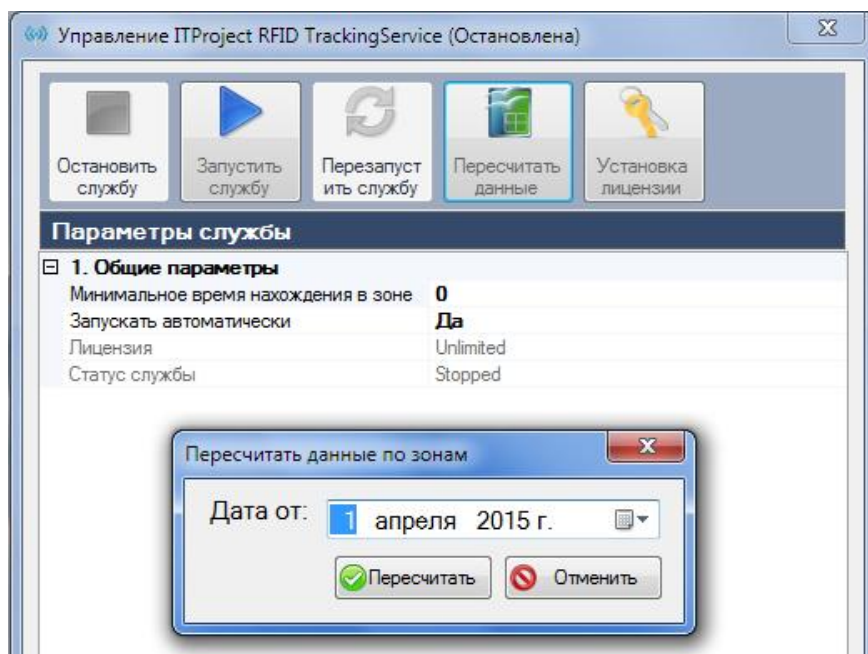 Управление ITProject RFID TrackingService (Остановлена)
Остановить
службу
Запустить
службу
Перезапуст
ить службу
Пересчитать
данные
Установка
лицензии
Параметры службы
1. Общие параметры
Минимальное время нахождения в зоне 0
Запускать автоматически Да
Лицензия Unlimited
Статус службы Stopped
Пересчитать данные по зонам
Дата от: 1 апреля 2015 г.
Пересчитать Отменить